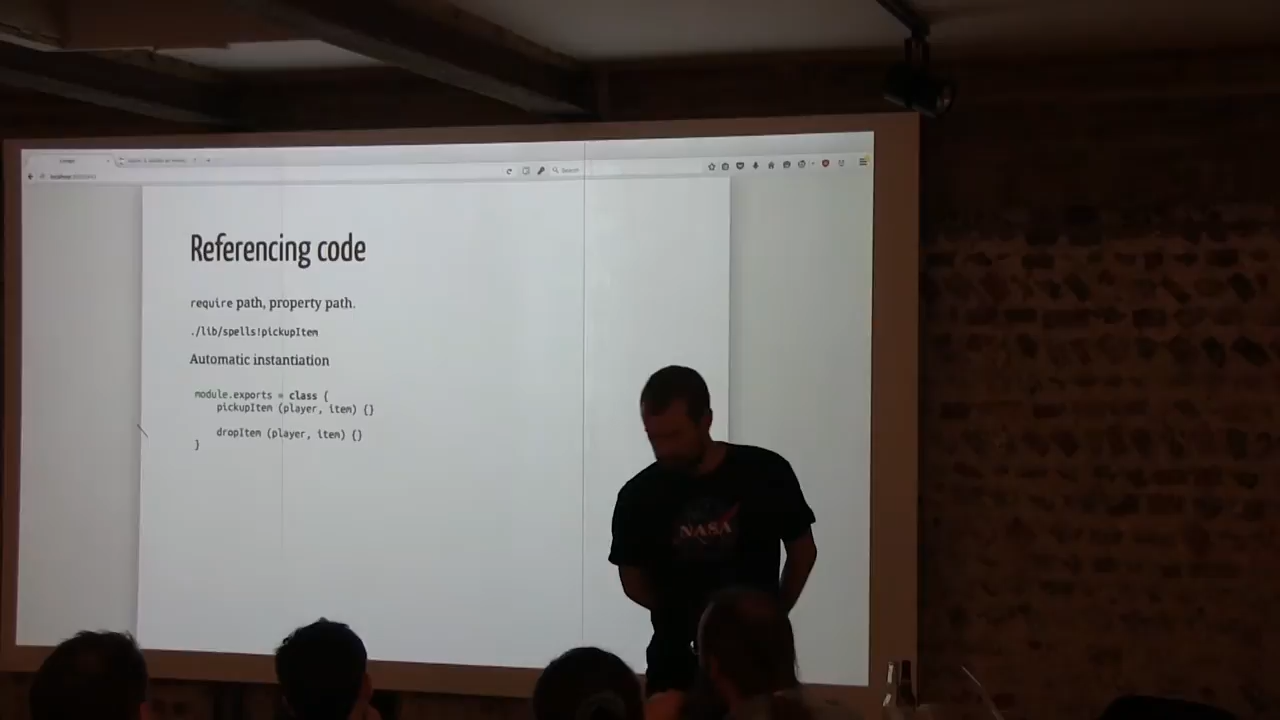 Search
Referencing code
require path, property path.
./lib/spells!pickupItem
Automatic instantiation
module.exports = class {
pickupItem (player, item) {}
dropItem (player, item) {}
}
NASA